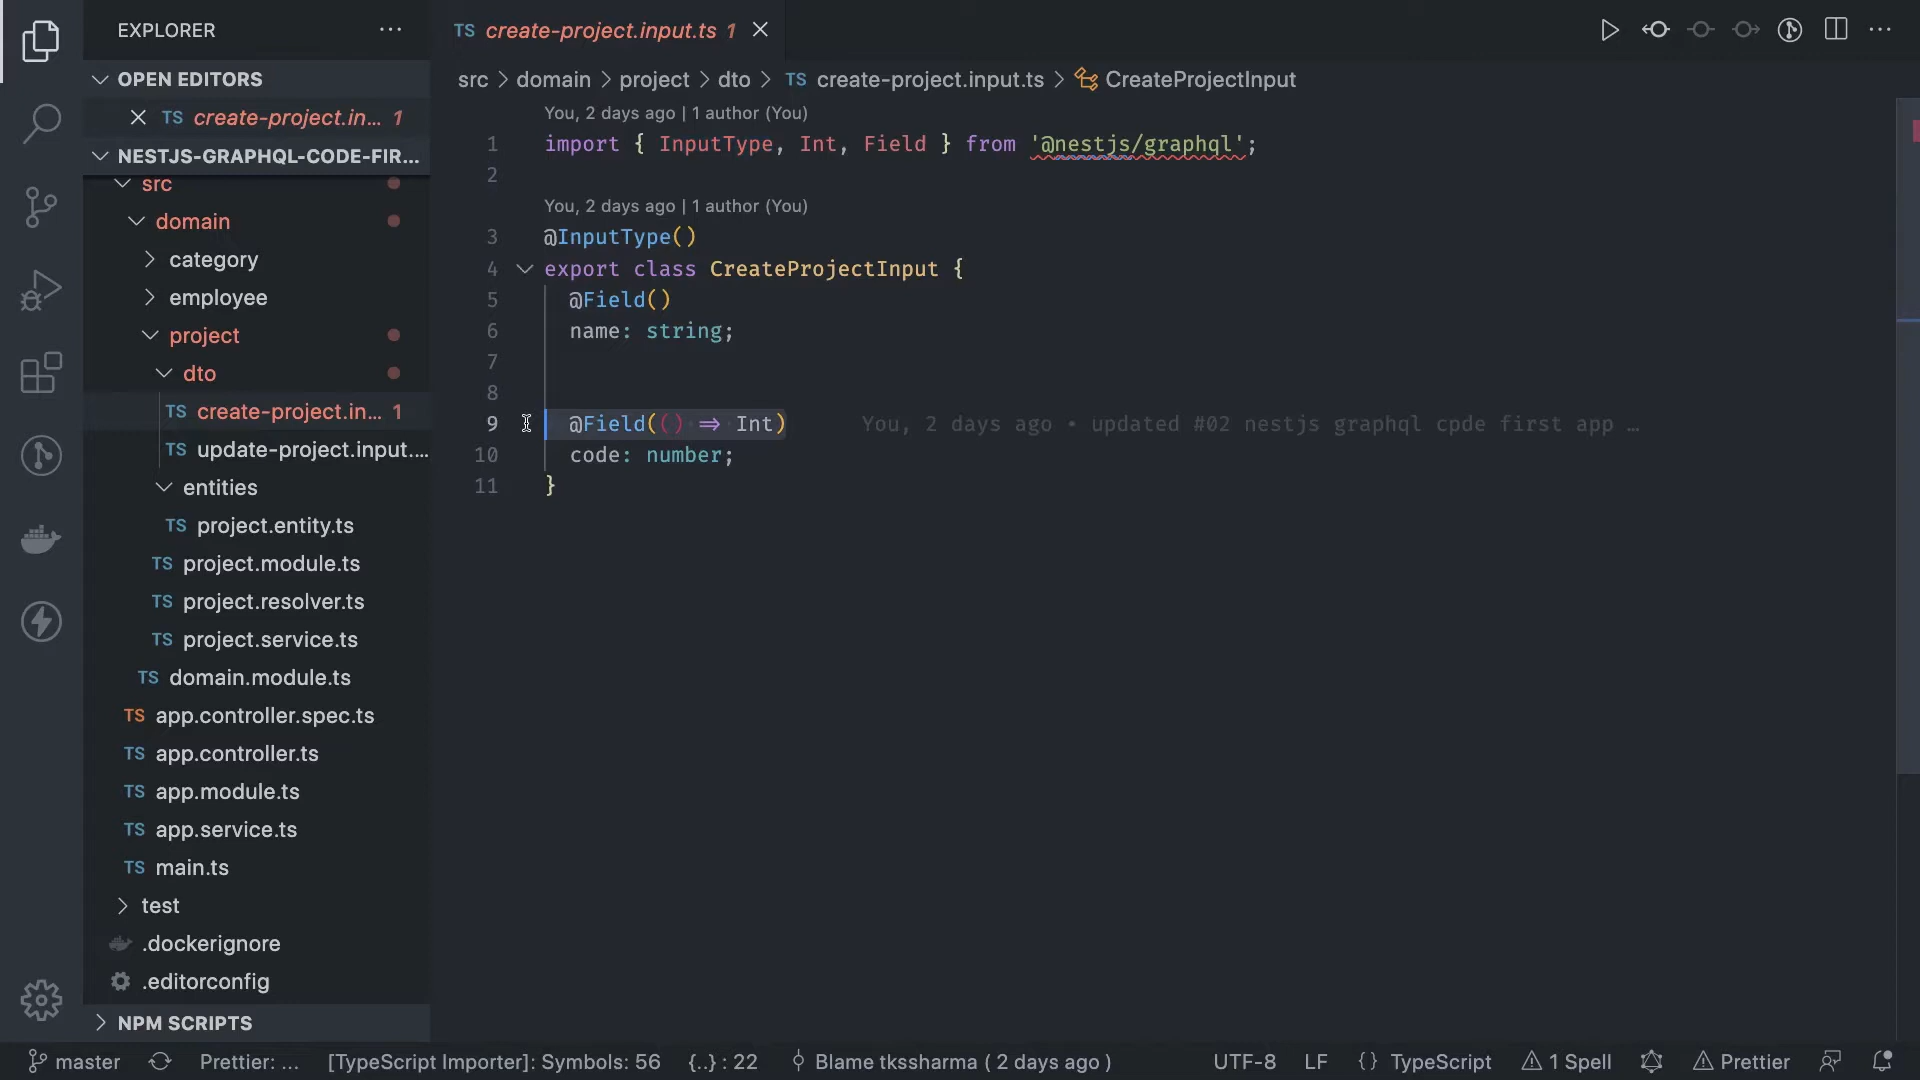 EXPLORER
OPEN EDITORS
TS create-project.in... 1
NESTJS-GRAPHQL-CODE-FIR...
src
domain
category
employee
project
dto
TS create-project.in... 1
TS update-project.input....
entities
TS project.entity.ts
TS project.module.ts
TS project.resolver.ts
TS project.service.ts
TS domain.module.ts
TS app.controller.spec.ts
TS app.controller.ts
TS app.module.ts
TS app.service.ts
TS main.ts
test
.dockerignore
.editorconfig
NPM SCRIPTS
TS create-project.input.ts 1
src > domain > project > dto > TS create-project.input.ts > CreateProjectInput
You, 2 days ago | 1 author (You)
1 import { InputType, Int, Field } from '@nestjs/graphql';
2
You, 2 days ago | 1 author (You)
3 @InputType()
4 export class CreateProjectInput {
5 @Field()
6 name: string;
7
8
9 @Field(() => Int) You, 2 days ago • updated #02 nestjs graphql cpde first app …
10 code: number;
11 }
master Prettier: ... [TypeScript Importer]: Symbols: 56 {..} : 22 Blame tkssharma ( 2 days ago ) UTF-8 LF {} TypeScript 1 Spell Prettier